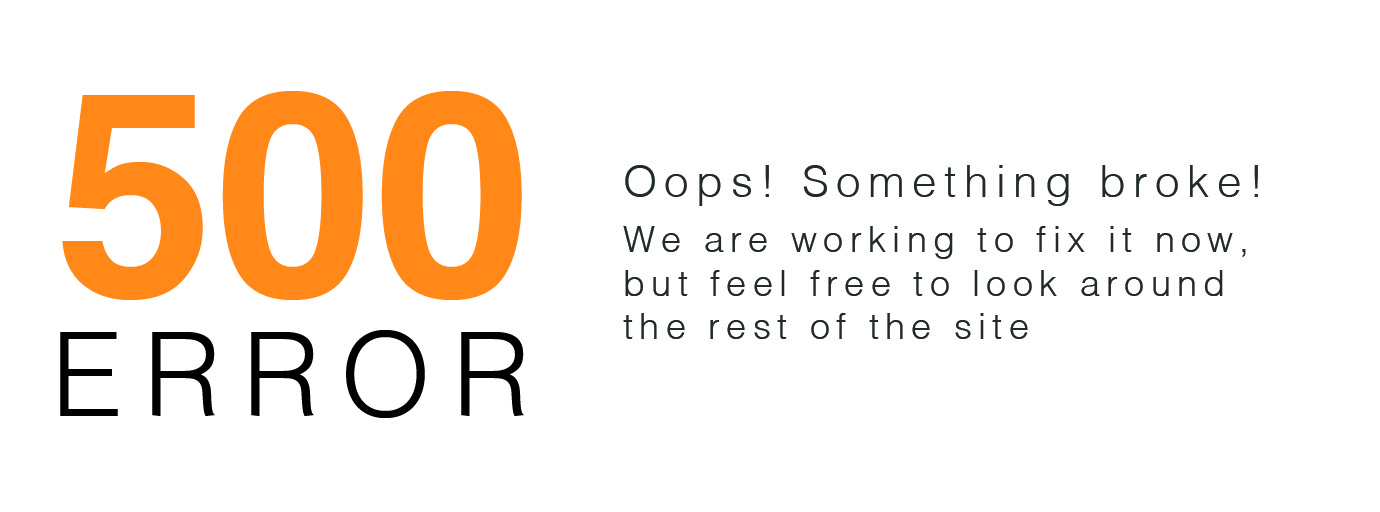 500
ERROR
Oops! Something broke!
We are working to fix it now,
but feel free to look around
the rest of the site